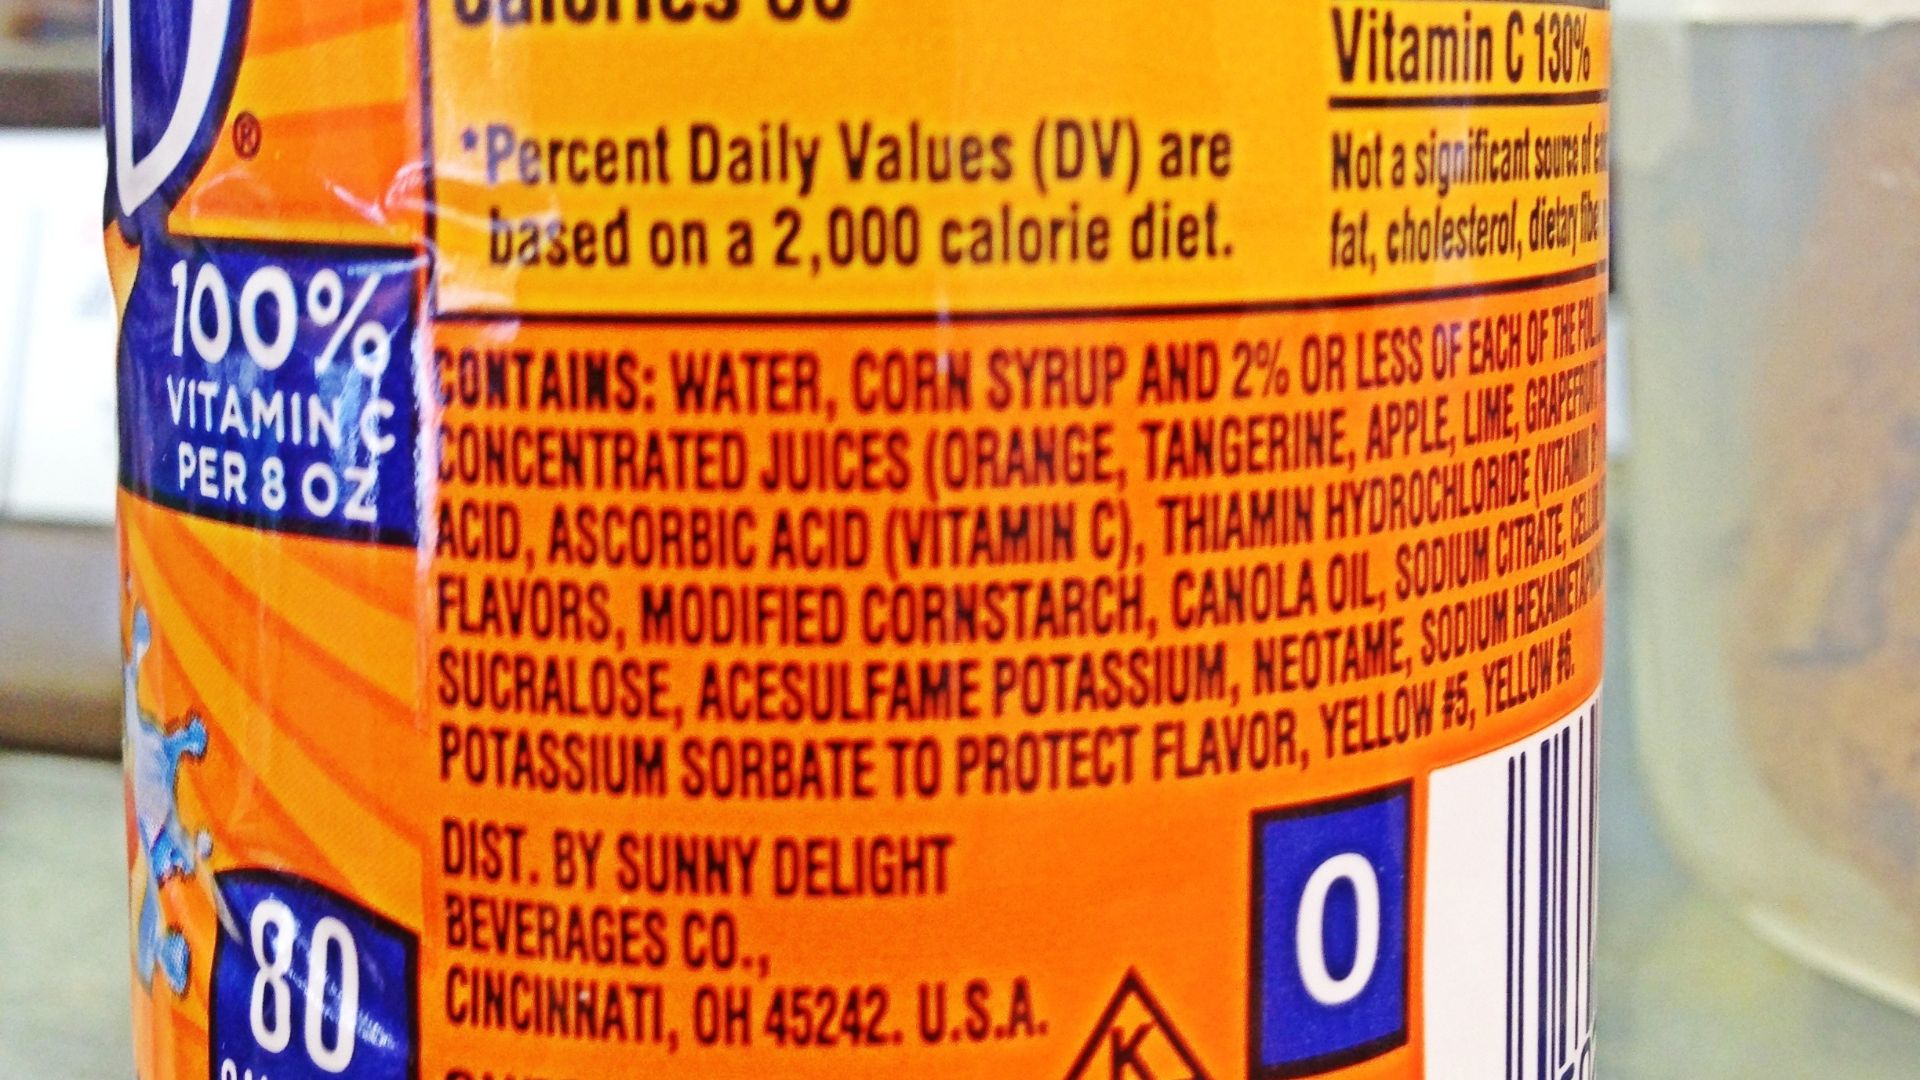 Vitamin C 130%
®
*Percent Daily Values (DV) are
based on a 2,000 calorie diet.
Not a significant source of
fat, cholesterol, dietary
100%
VITAMIN C
PER 8 OZ
CONTAINS: WATER, CORN SYRUP AND 2% OR LESS OF EACH OF THE
CONCENTRATED JUICES (ORANGE, TANGERINE, APPLE, LIME, GRAPEFRUIT
ACID, ASCORBIC ACID (VITAMIN C), THIAMIN HYDROCHLORIDE (VITAMIN
FLAVORS, MODIFIED CORNSTARCH, CANOLA OIL, SODIUM CITRATE,
SUCRALOSE, ACESULFAME POTASSIUM, NEOTAME, SODIUM
POTASSIUM SORBATE TO PROTECT FLAVOR, YELLOW #5, YELLOW #6.
DIST. BY SUNNY DELIGHT
BEVERAGES CO.,
CINCINNATI, OH 45242. U.S.A.
O
K
80